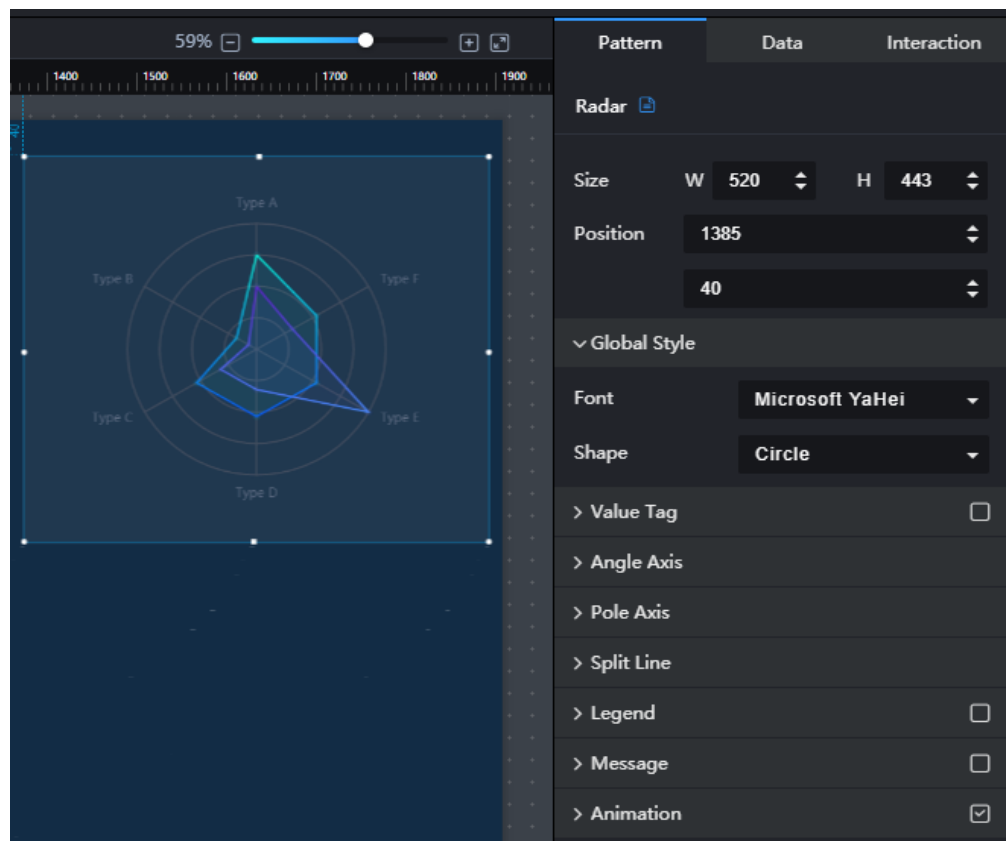 59%
1400 1500 1600 1700 1800 1900
40
Type A
Type B
Type F
Type C
Type E
Type D
Pattern Data Interaction
Radar
Size W 520 H 443
Position 1385
40
Global Style
Font Microsoft YaHei
Shape Circle
Value Tag
Angle Axis
Pole Axis
Split Line
Legend
Message
Animation